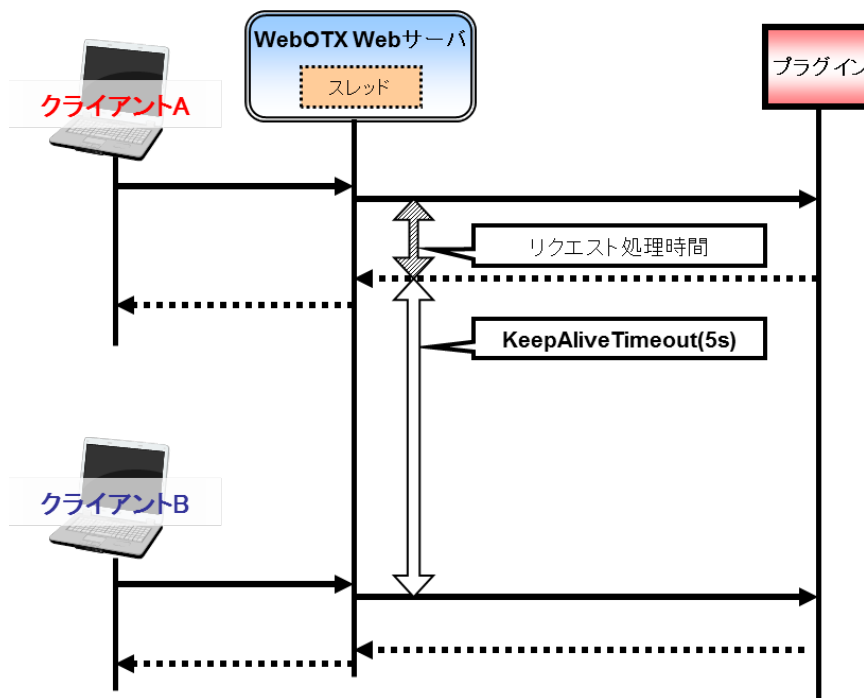 WebOTX Webサーバ
スレッド
プラグイン
クライアントA
リクエスト処理時間
KeepAliveTimeout(5s)
クライアントB